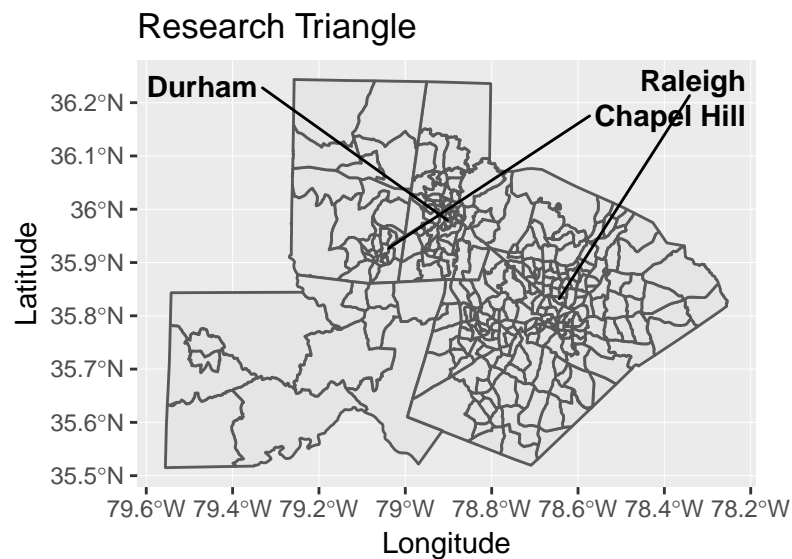 Research Triangle
Durham
Raleigh
Chapel Hill
36.2°N
36.1°N
36°N
35.9°N
35.8°N
35.7°N
35.6°N
35.5°N
Latitude
79.6°W 79.4°W 79.2°W 79°W 78.8°W 78.6°W 78.4°W 78.2°W
Longitude